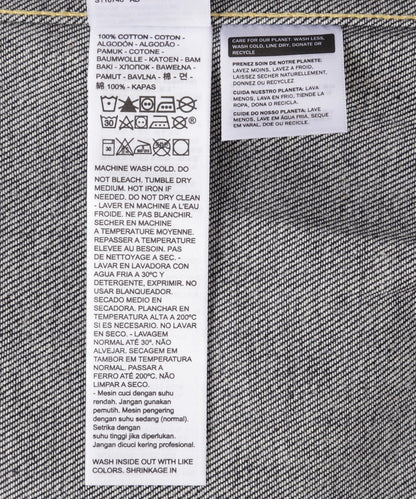 100% COTTON - COTON -
ALGODÓN - ALGODÃO -
PAMUK - COTONE -
BAUMWOLLE - KATOEN - BAM
BAKI - ХЛОПОК - BAWEŁNA -
PAMUT - BAVLNA - 棉 - 면 -
綿 100% - KAPAS
MACHINE WASH COLD. DO
NOT BLEACH. TUMBLE DRY
MEDIUM. HOT IRON IF
NEEDED. DO NOT DRY CLEAN
- LAVER EN MACHINE A L'EAU
FROIDE. NE PAS BLANCHIR.
SECHER EN MACHINE
A TEMPERATURE MOYENNE.
REPASSER A TEMPERATURE
ELEVEE AU BESOIN. PAS
DE NETTOYAGE A SEC. -
LAVAR EN LAVADORA CON
AGUA FRIA A 30ºC Y
DETERGENTE, EXPRIMIR. NO
USAR BLANQUEADOR.
SECADO MEDIO EN
SECADORA. PLANCHAR EN
TEMPERATURA ALTA A 200ºC
SI ES NECESARIO. NO LAVAR
EN SECO. - LAVAGEM
NORMAL ATÉ 30º. NÃO
ALVEJAR. SECAGEM EM
TAMBOR EM TEMPERATURA
NORMAL. PASSAR A
FERRO ATÉ 200ºC. NÃO
LIMPAR A SECO.
- Mesin cuci dengan suhu
rendah. Jangan gunakan
pemutih. Mesin pengering
dengan suhu sedang (normal).
Setrika dengan
suhu tinggi jika diperlukan.
Jangan dicuci kering profesional.
WASH INSIDE OUT WITH LIKE
COLORS. SHRINKAGE IN
CARE FOR OUR PLANET: WASH LESS,
WASH COLD, LINE DRY, DONATE OR
RECYCLE
PRENEZ SOIN DE NOTRE PLANETE:
LAVEZ MOINS, LAVEZ A FROID,
LAISSEZ SECHER NATURELLEMENT,
DONNEZ OU RECYCLEZ
CUIDA NUESTRO PLANETA: LAVA
MENOS, LAVA EN FRIO, TIENDE LA
ROPA, DONA O RECICLA.
CUIDE DO NOSSO PLANETA: LAVE
MENOS, LAVE EM ÁGUA FRIA, SEQUE
EM VARAL, DOE OU RECICLE.